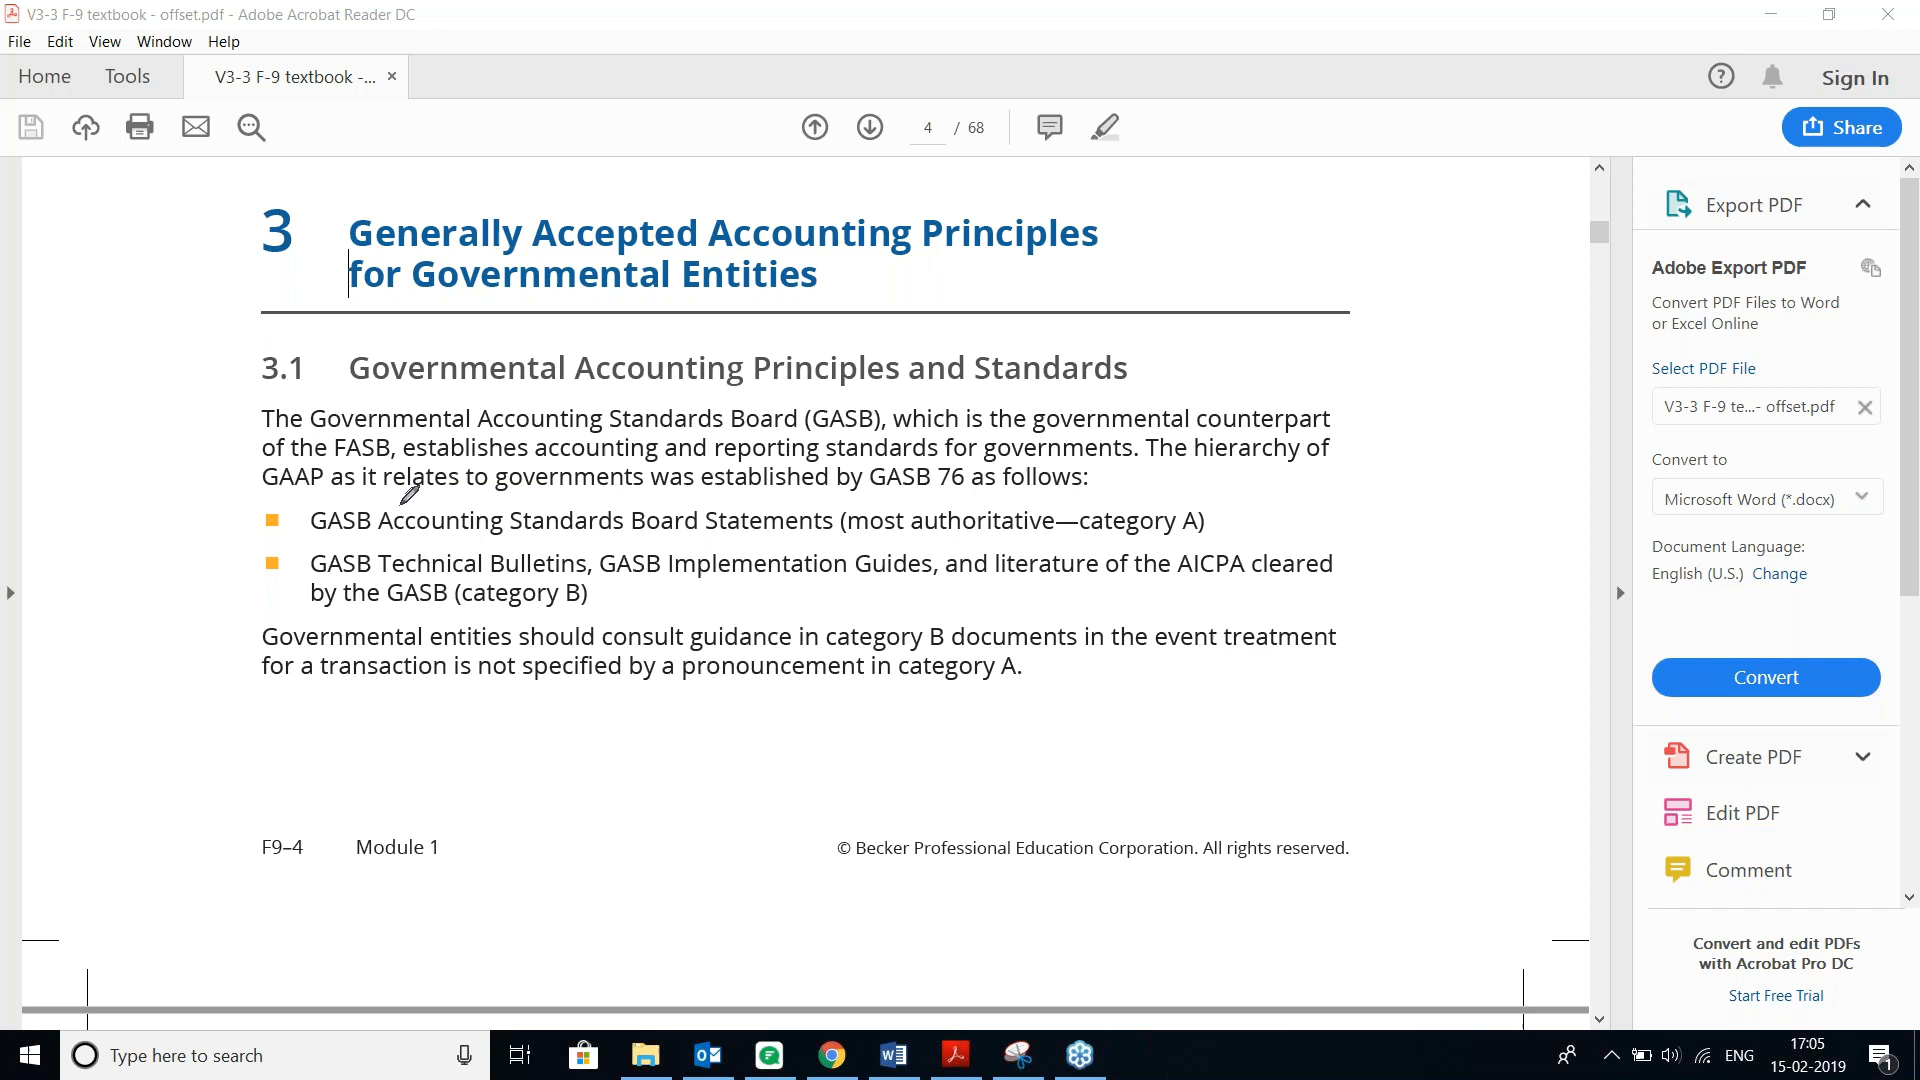 V3-3 F-9 textbook - offset.pdf - Adobe Acrobat Reader DC
File Edit View Window Help
Home Tools V3-3 F-9 textbook -... × Sign In
4 / 68 Share
3 Generally Accepted Accounting Principles
for Governmental Entities
3.1 Governmental Accounting Principles and Standards
The Governmental Accounting Standards Board (GASB), which is the governmental counterpart
of the FASB, establishes accounting and reporting standards for governments. The hierarchy of
GAAP as it relates to governments was established by GASB 76 as follows:
GASB Accounting Standards Board Statements (most authoritative—category A)
GASB Technical Bulletins, GASB Implementation Guides, and literature of the AICPA cleared
by the GASB (category B)
Governmental entities should consult guidance in category B documents in the event treatment
for a transaction is not specified by a pronouncement in category A.
F9–4 Module 1 © Becker Professional Education Corporation. All rights reserved.
Export PDF
Adobe Export PDF
Convert PDF Files to Word
or Excel Online
Select PDF File
V3-3 F-9 te...- offset.pdf
Convert to
Microsoft Word (*.docx)
Document Language:
English (U.S.) Change
Convert
Create PDF
Edit PDF
Comment
Convert and edit PDFs
with Acrobat Pro DC
Start Free Trial
Type here to search
ENG
17:05
15-02-2019
1